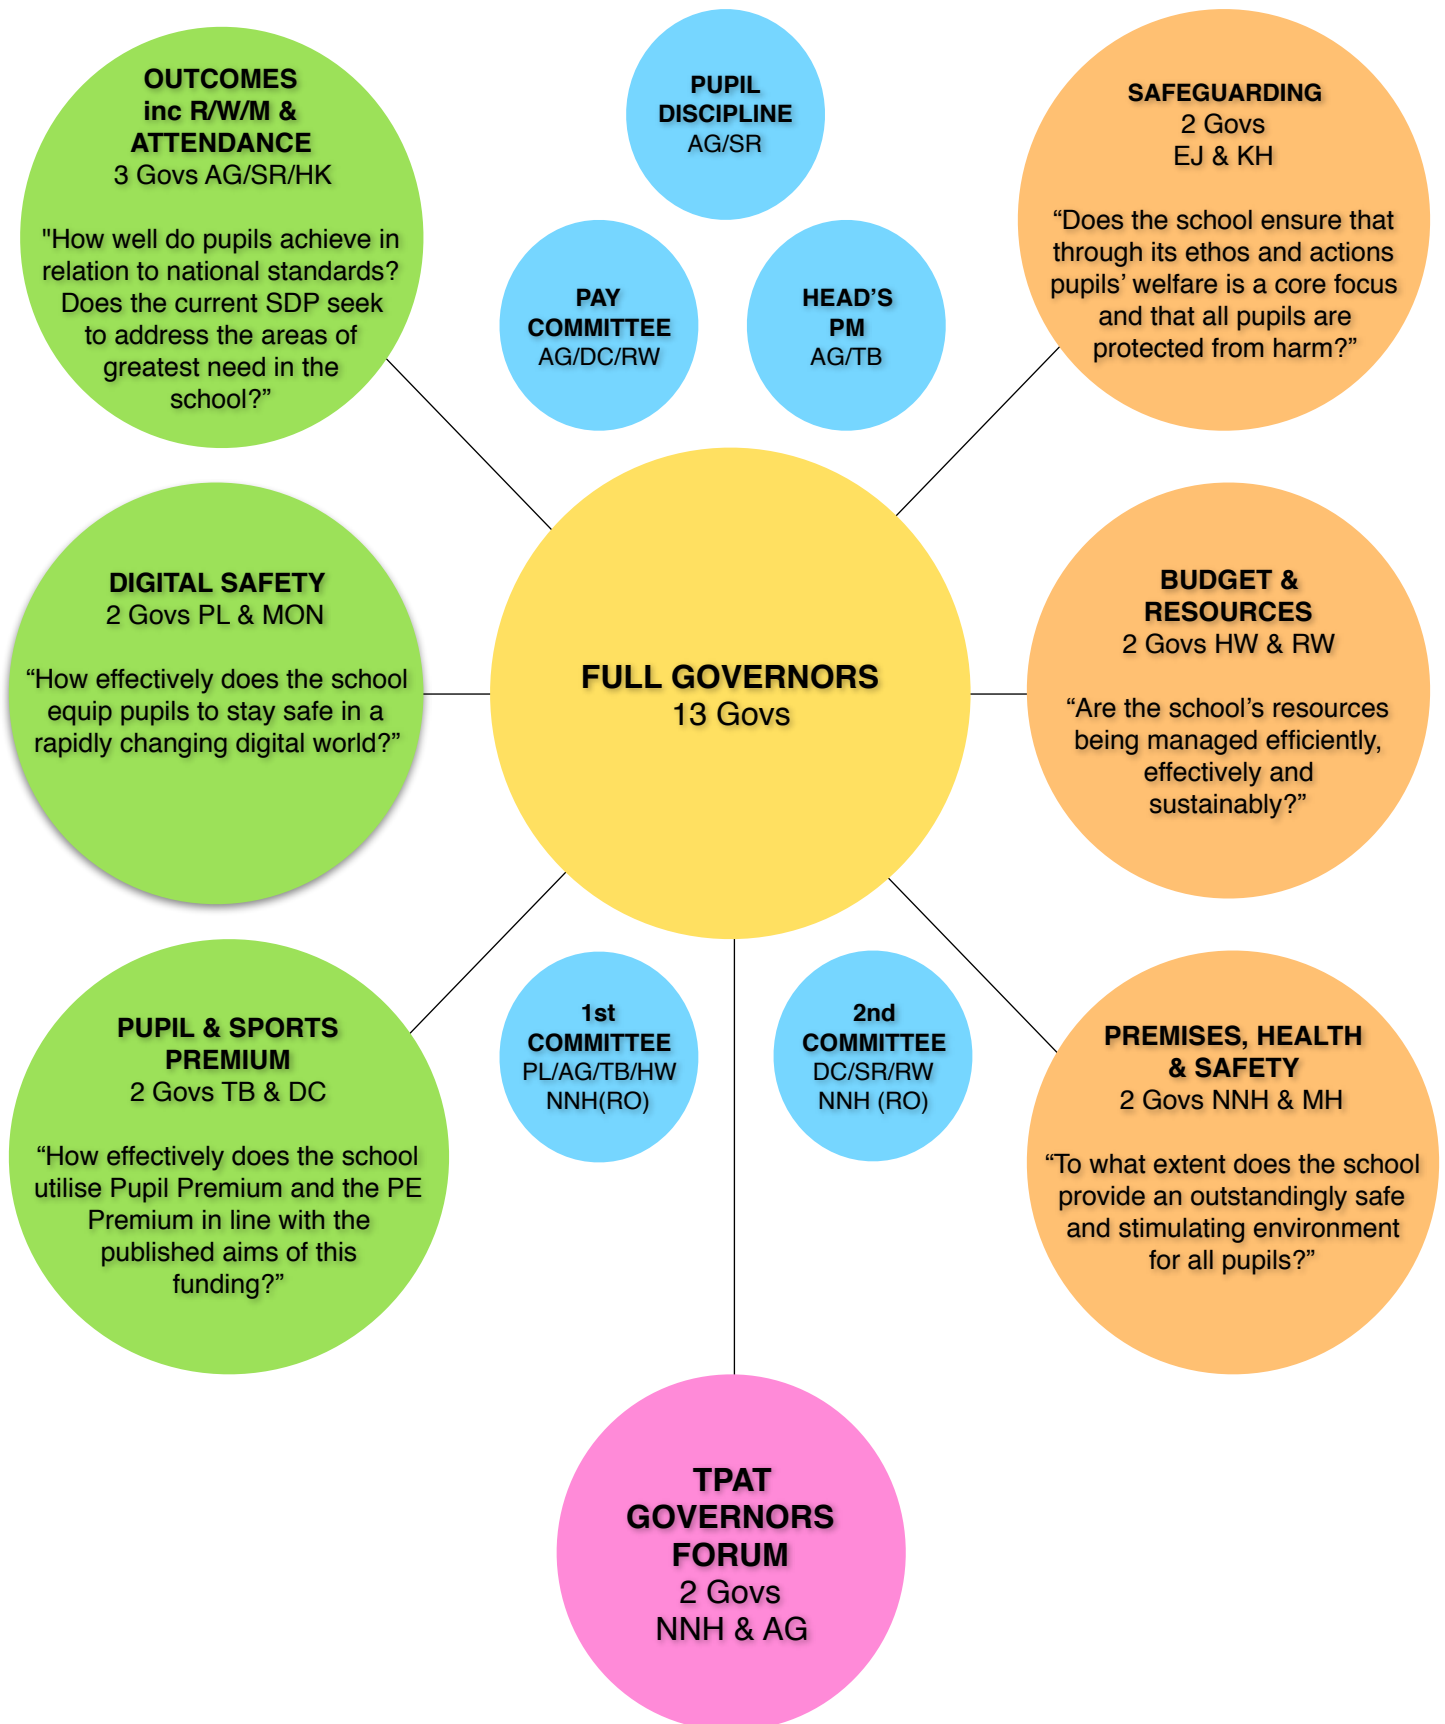 OUTCOMES
inc R/W/M &
ATTENDANCE
3 Govs AG/SR/HK
"How well do pupils achieve in
relation to national standards?
Does the current SDP seek
to address the areas of
greatest need in the
school?”
PUPIL
DISCIPLINE
AG/SR
SAFEGUARDING
2 Govs
EJ & KH
“Does the school ensure that
through its ethos and actions
pupils’ welfare is a core focus
and that all pupils are
protected from harm?”
PAY
COMMITTEE
AG/DC/RW
HEAD’S
PM
AG/TB
DIGITAL SAFETY
2 Govs PL & MON
“How effectively does the school
equip pupils to stay safe in a
rapidly changing digital world?”
FULL GOVERNORS
13 Govs
BUDGET &
RESOURCES
2 Govs HW & RW
“Are the school’s resources
being managed efficiently,
effectively and
sustainably?”
PUPIL & SPORTS
PREMIUM
2 Govs TB & DC
“How effectively does the school
utilise Pupil Premium and the PE
Premium in line with the
published aims of this
funding?”
1st
COMMITTEE
PL/AG/TB/HW
NNH(RO)
2nd
COMMITTEE
DC/SR/RW
NNH (RO)
PREMISES, HEALTH
& SAFETY
2 Govs NNH & MH
“To what extent does the school
provide an outstandingly safe
and stimulating environment
for all pupils?”
TPAT
GOVERNORS
FORUM
2 Govs
NNH & AG